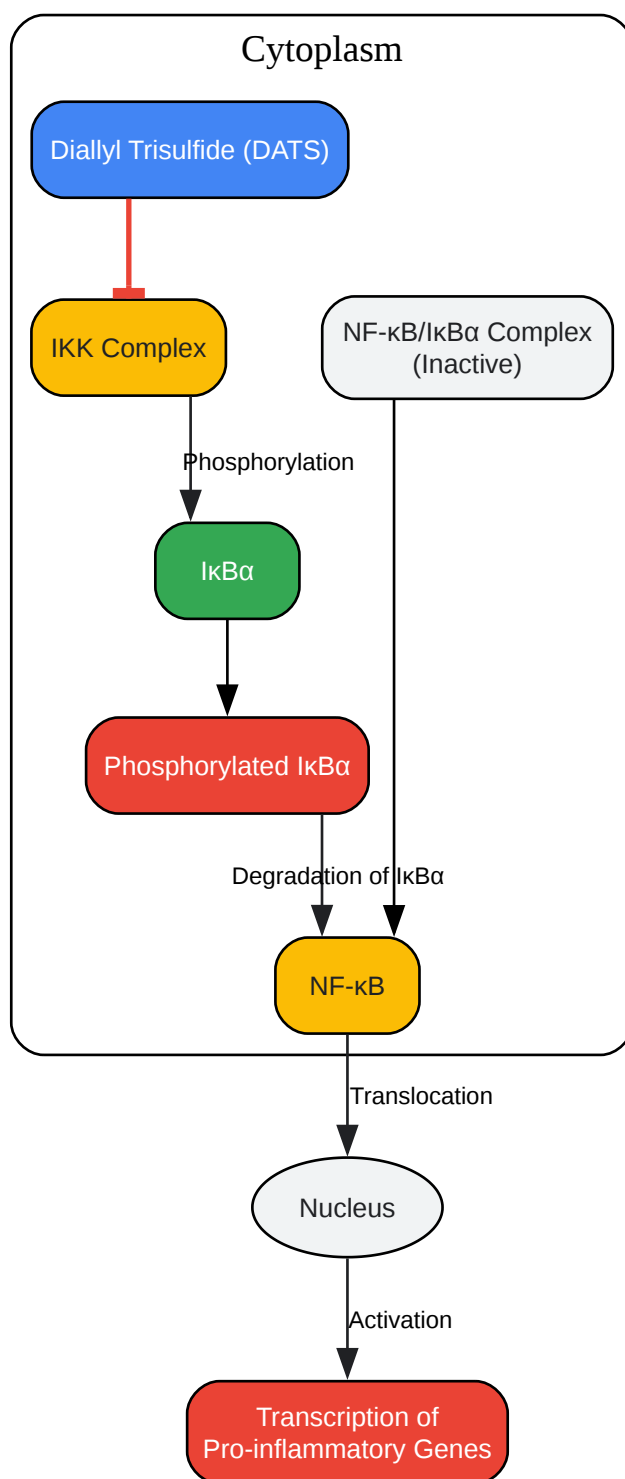 Cytoplasm
Diallyl Trisulfide (DATS)
IKK Complex
NF-κB/IκBα Complex
(Inactive)
Phosphorylation
IκBα
Phosphorylated IκBα
Degradation of IκBα
NF-κB
Translocation
Nucleus
Activation
Transcription of
Pro-inflammatory Genes